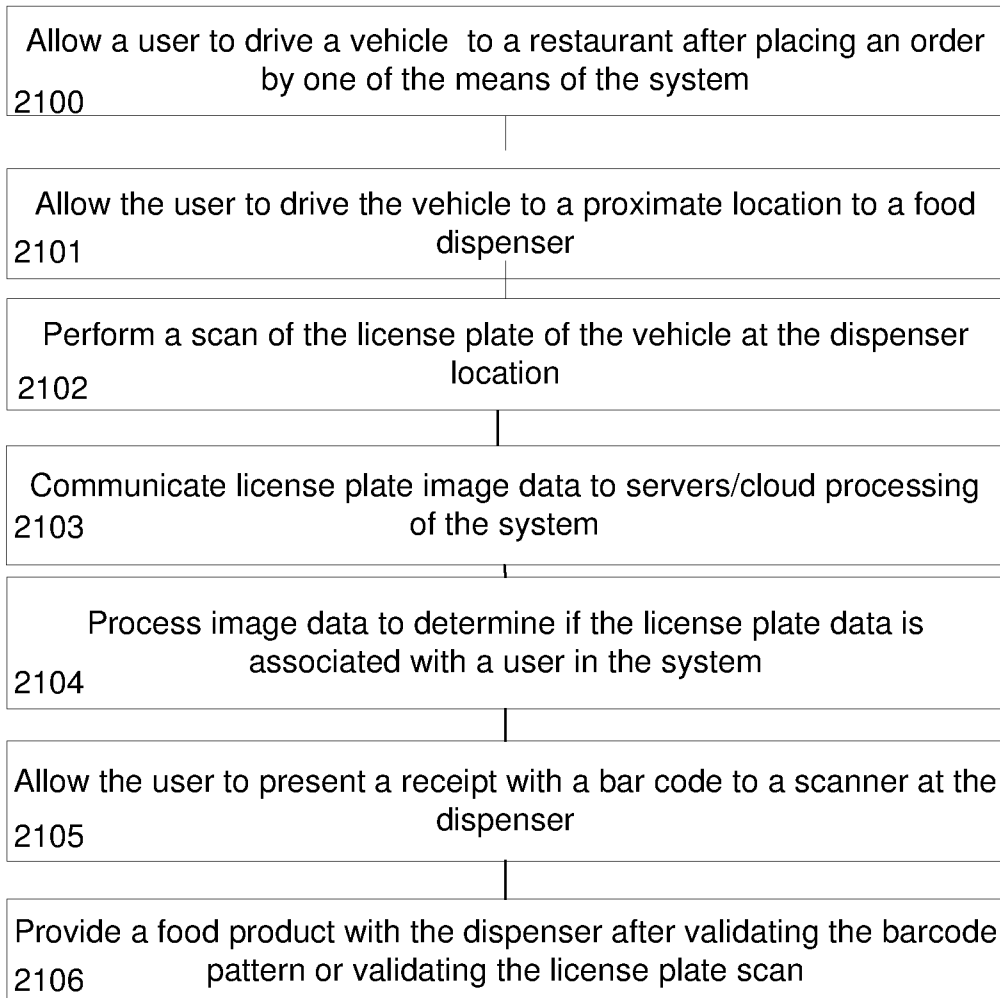 Allow a user to drive a vehicle to a restaurant after placing an order
by one of the means of the system
2100
Allow the user to drive the vehicle to a proximate location to a food
dispenser
2101
Perform a scan of the license plate of the vehicle at the dispenser
location
2102
Communicate license plate image data to servers/cloud processing
of the system
2103
Process image data to determine if the license plate data is
associated with a user in the system
2104
Allow the user to present a receipt with a bar code to a scanner at the
dispenser
2105
Provide a food product with the dispenser after validating the barcode
pattern or validating the license plate scan
2106